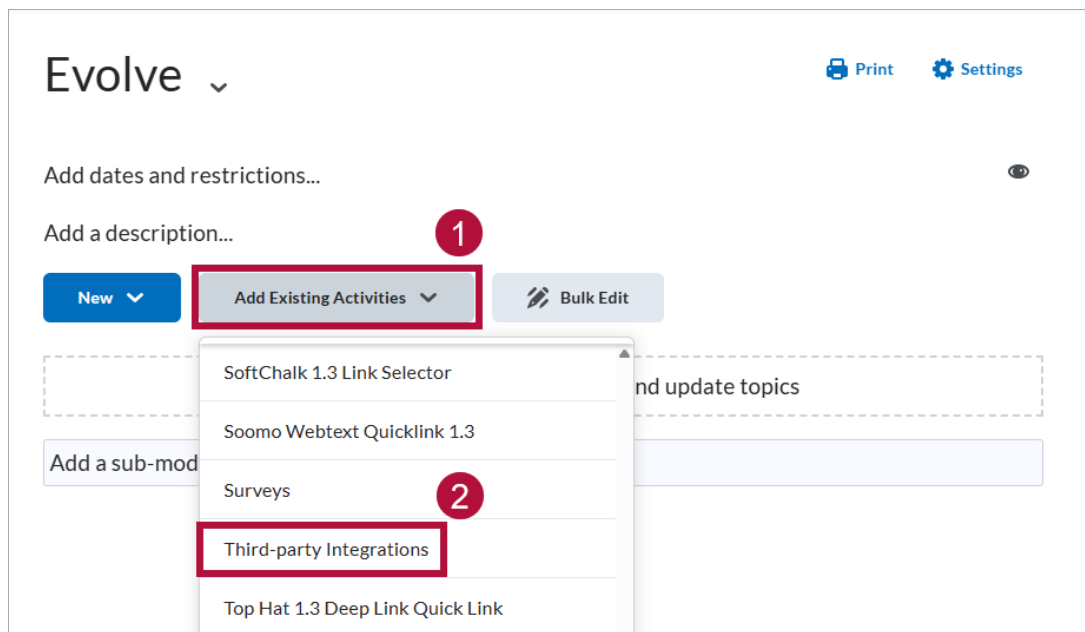 Evolve
Print
Settings
Add dates and restrictions...
Add a description...
1
New
Add Existing Activities
Bulk Edit
SoftChalk 1.3 Link Selector
nd update topics
Soomo Webtext Quicklink 1.3
Add a sub-mod
Surveys
2
Third-party Integrations
Top Hat 1.3 Deep Link Quick Link